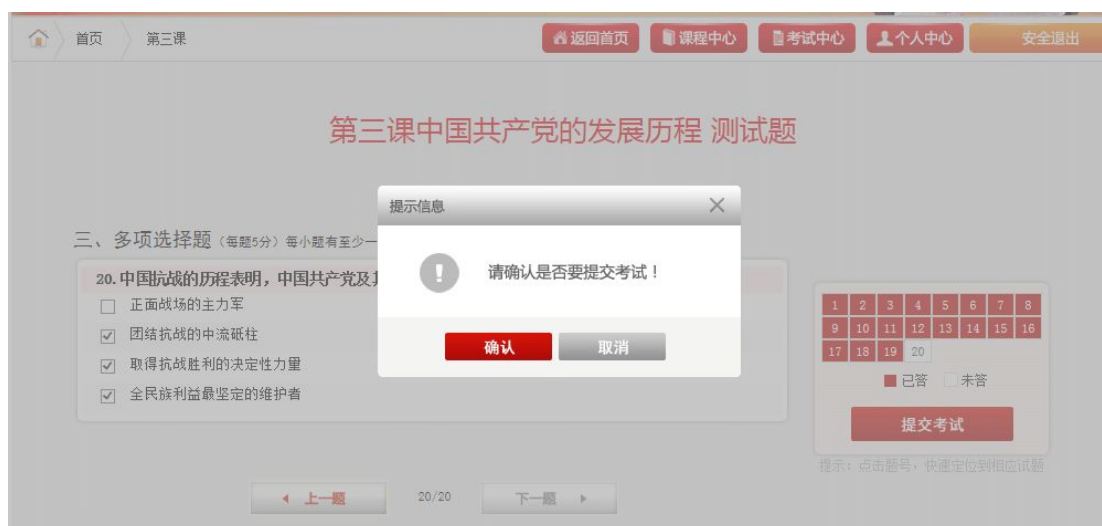 首页 第三课 返回首页 课程中心 考试中心 个人中心 安全退出
第三课中国共产党的发展历程 测试题
提示信息
请确认是否要提交考试！
确认 取消
三、多项选择题（每题5分）每小题有至少一
20.中国抗战的历程表明，中国共产党及其
正面战场的主力军
团结抗战的中流砥柱
取得抗战胜利的决定性力量
全民族利益最坚定的维护者
1 2 3 4 5 6 7 8
9 10 11 12 13 14 15 16
17 18 19 20
已答 未答
提交考试
提示：点击题号，快速定位到相应试题
上一题 20/20 下一题